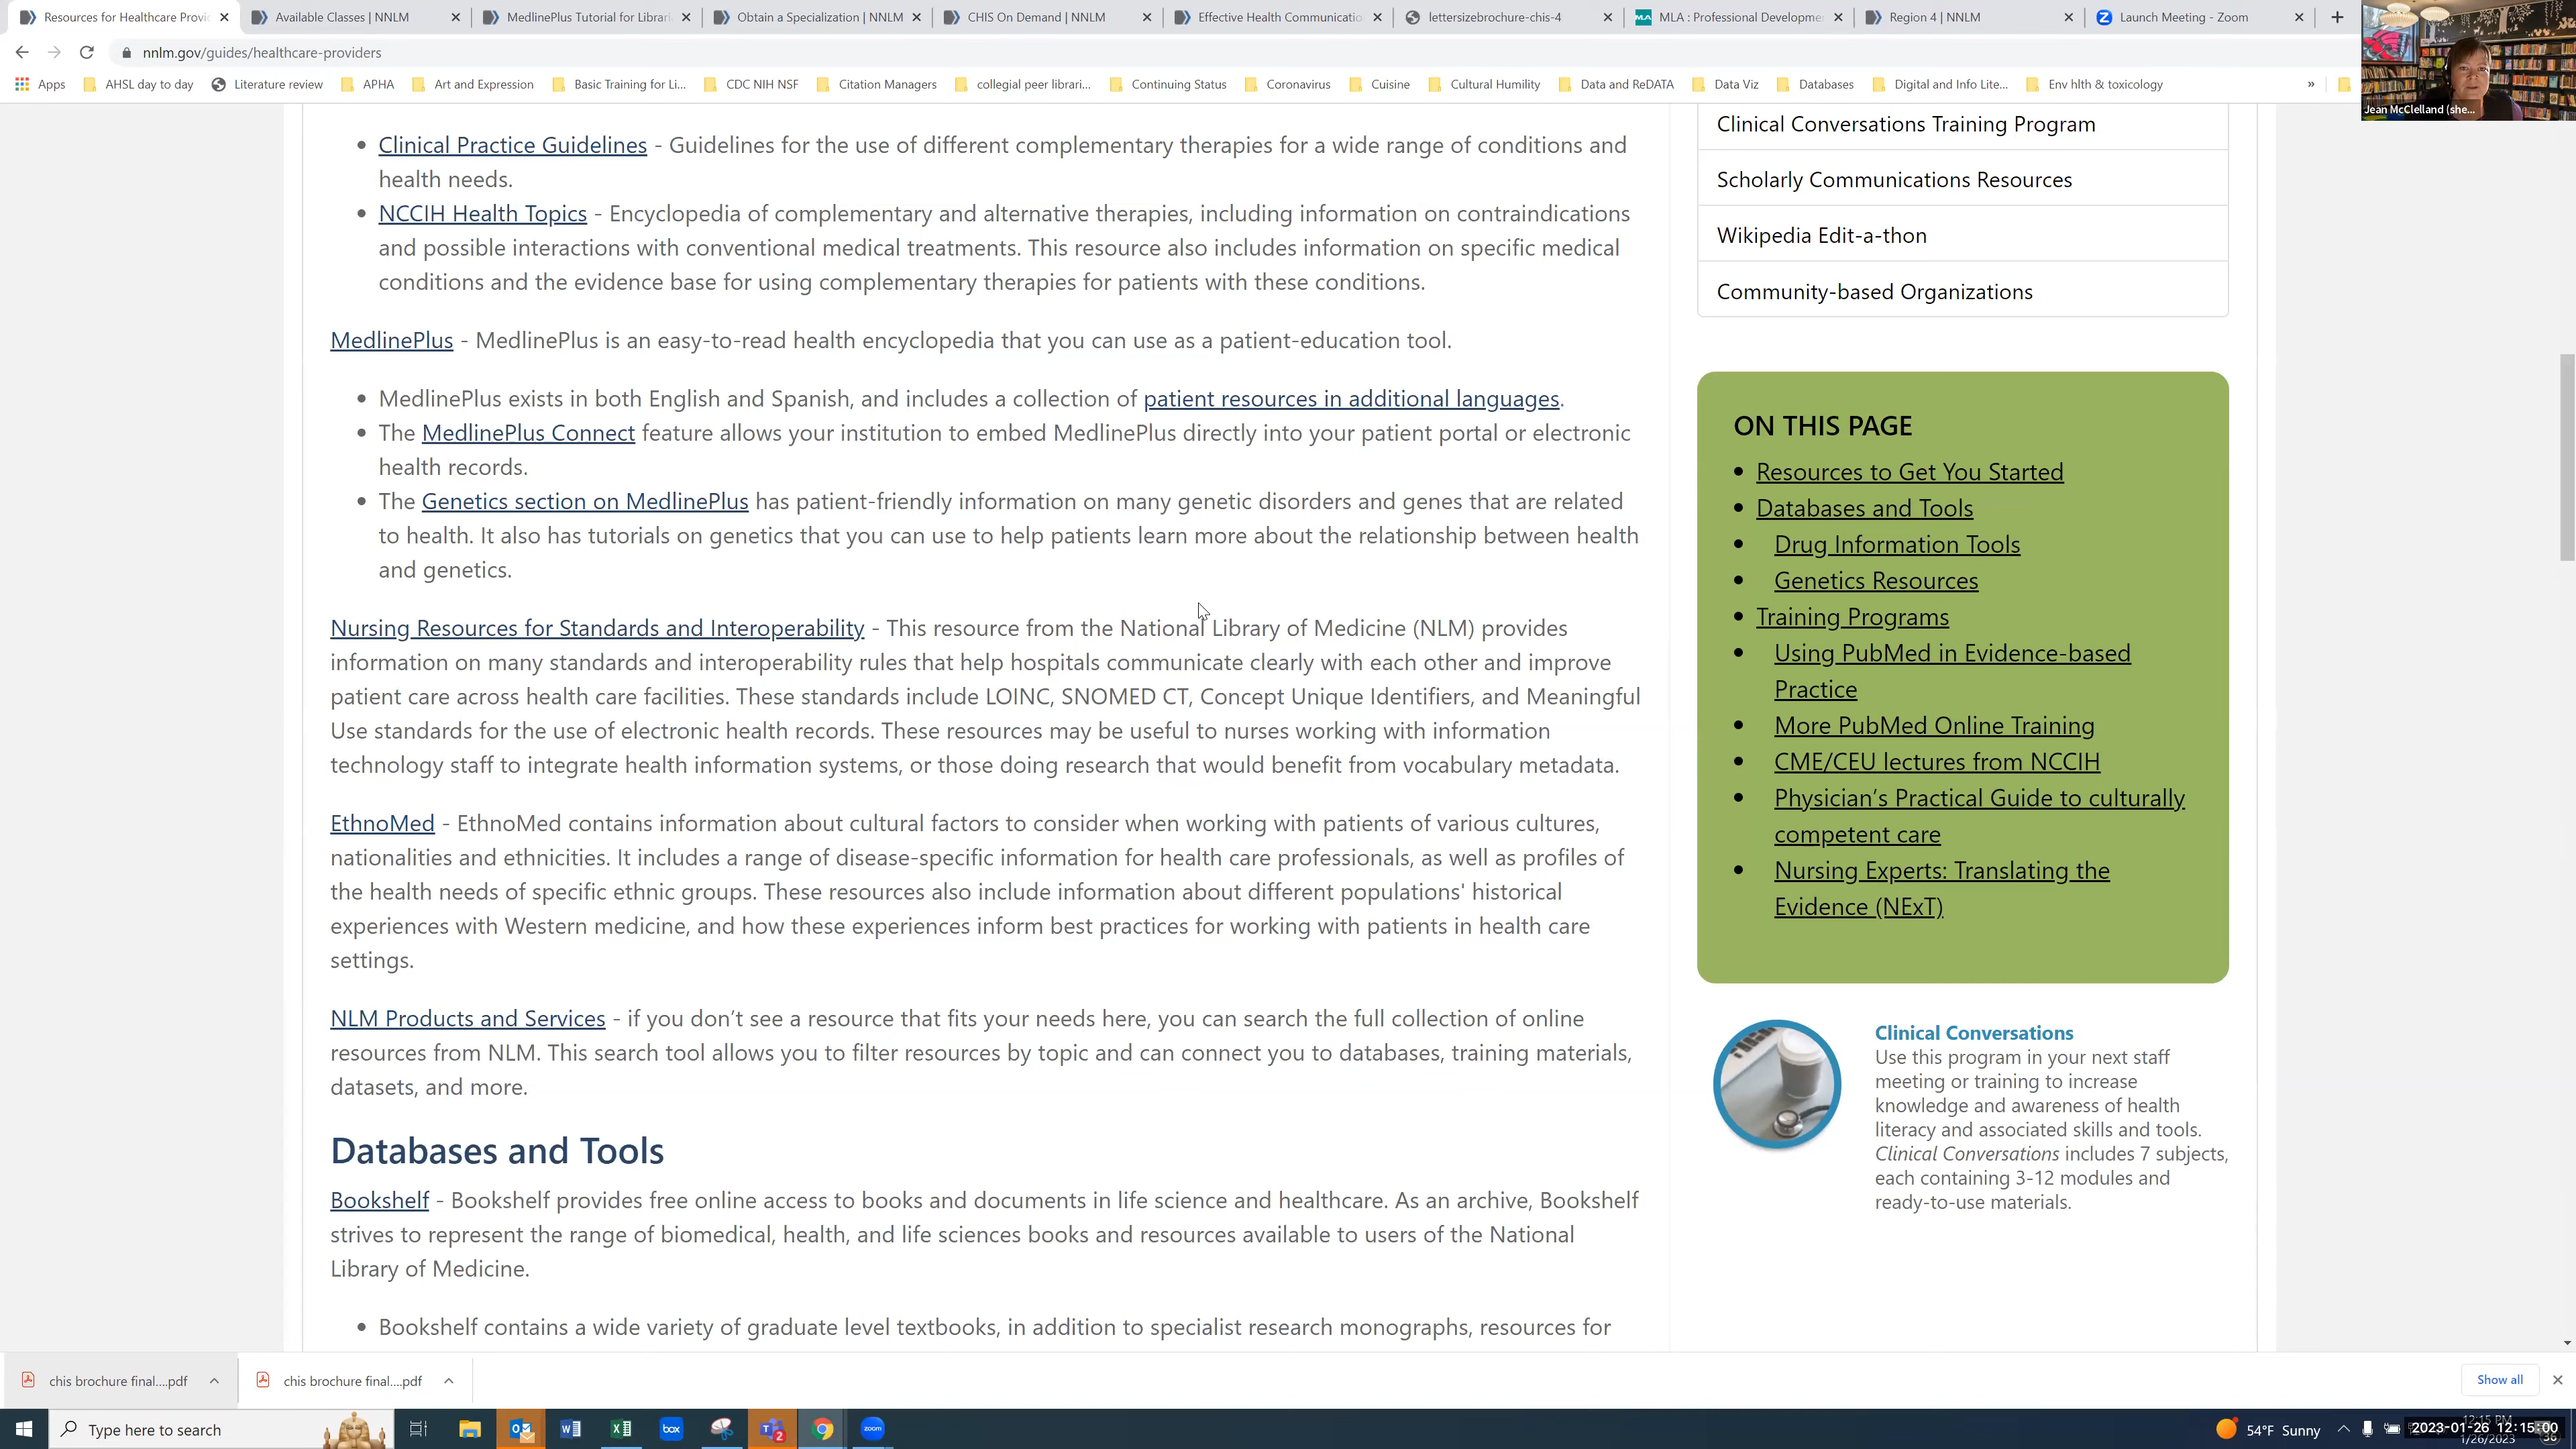 Resources for Healthcare Provi
Available Classes | NNLM
MedlinePlus Tutorial for Librari
Obtain a Specialization | NNLM
CHIS On Demand | NNLM
Effective Health Communicatio
lettersizebrochure-chis-4
MLA : Professional Developme
Region 4 | NNLM
Launch Meeting - Zoom
nnlm.gov/guides/healthcare-providers
Apps
AHSL day to day
Literature review
APHA
Art and Expression
Basic Training for Li...
CDC NIH NSF
Citation Managers
collegial peer librari...
Continuing Status
Coronavirus
Cuisine
Cultural Humility
Data and ReDATA
Data Viz
Databases
Digital and Info Lite...
Env hlth & toxicology
»
Jean McClelland (she...
Clinical Practice Guidelines - Guidelines for the use of different complementary therapies for a wide range of conditions and
health needs.
NCCIH Health Topics - Encyclopedia of complementary and alternative therapies, including information on contraindications
and possible interactions with conventional medical treatments. This resource also includes information on specific medical
conditions and the evidence base for using complementary therapies for patients with these conditions.
MedlinePlus - MedlinePlus is an easy-to-read health encyclopedia that you can use as a patient-education tool.
MedlinePlus exists in both English and Spanish, and includes a collection of patient resources in additional languages.
The MedlinePlus Connect feature allows your institution to embed MedlinePlus directly into your patient portal or electronic
health records.
The Genetics section on MedlinePlus has patient-friendly information on many genetic disorders and genes that are related
to health. It also has tutorials on genetics that you can use to help patients learn more about the relationship between health
and genetics.
Nursing Resources for Standards and Interoperability - This resource from the National Library of Medicine (NLM) provides
information on many standards and interoperability rules that help hospitals communicate clearly with each other and improve
patient care across health care facilities. These standards include LOINC, SNOMED CT, Concept Unique Identifiers, and Meaningful
Use standards for the use of electronic health records. These resources may be useful to nurses working with information
technology staff to integrate health information systems, or those doing research that would benefit from vocabulary metadata.
EthnoMed - EthnoMed contains information about cultural factors to consider when working with patients of various cultures,
nationalities and ethnicities. It includes a range of disease-specific information for health care professionals, as well as profiles of
the health needs of specific ethnic groups. These resources also include information about different populations' historical
experiences with Western medicine, and how these experiences inform best practices for working with patients in health care
settings.
NLM Products and Services - if you don’t see a resource that fits your needs here, you can search the full collection of online
resources from NLM. This search tool allows you to filter resources by topic and can connect you to databases, training materials,
datasets, and more.
Databases and Tools
Bookshelf - Bookshelf provides free online access to books and documents in life science and healthcare. As an archive, Bookshelf
strives to represent the range of biomedical, health, and life sciences books and resources available to users of the National
Library of Medicine.
Bookshelf contains a wide variety of graduate level textbooks, in addition to specialist research monographs, resources for
Clinical Conversations Training Program
Scholarly Communications Resources
Wikipedia Edit-a-thon
Community-based Organizations
ON THIS PAGE
Resources to Get You Started
Databases and Tools
Drug Information Tools
Genetics Resources
Training Programs
Using PubMed in Evidence-based
Practice
More PubMed Online Training
CME/CEU lectures from NCCIH
Physician’s Practical Guide to culturally
competent care
Nursing Experts: Translating the
Evidence (NExT)
Clinical Conversations
Use this program in your next staff
meeting or training to increase
knowledge and awareness of health
literacy and associated skills and tools.
Clinical Conversations includes 7 subjects,
each containing 3-12 modules and
ready-to-use materials.
chis brochure final....pdf
chis brochure final....pdf
Show all
Type here to search
box
zoom
2
54°F Sunny
12:15 PM
2023-01-26 12:15:00
1/26/2023